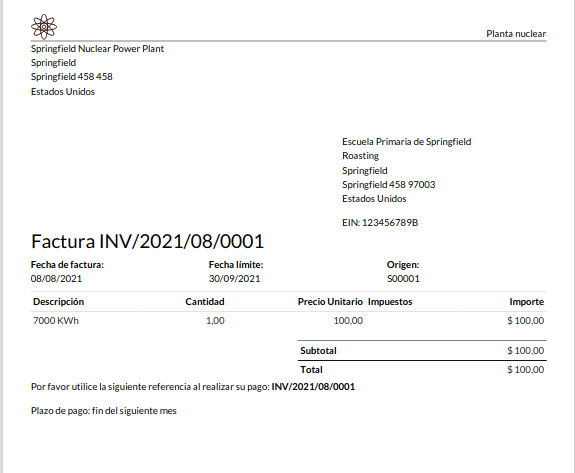 Planta nuclear
Springfield Nuclear Power Plant
Springfield
Springfield 458 458
Estados Unidos
Escuela Primaria de Springfield
Roasting
Springfield
Springfield 458 97003
Estados Unidos
EIN: 123456789B
Factura INV/2021/08/0001
Fecha de factura: Fecha límite: Origen:
08/08/2021 30/09/2021 S00001
Descripción Cantidad Precio Unitario Impuestos Importe
7000 KWh 1,00 100,00 $ 100,00
Subtotal $ 100,00
Total $ 100,00
Por favor utilice la siguiente referencia al realizar su pago: INV/2021/08/0001
Plazo de pago: fin del siguiente mes